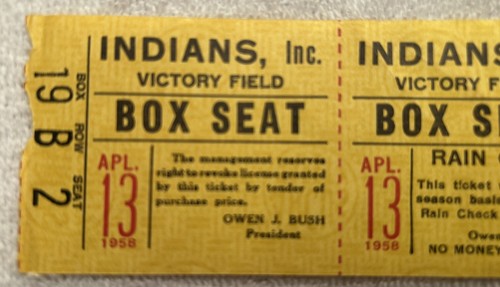 BOX 19
ROW B
SEAT 2
INDIANS, Inc.
VICTORY FIELD
BOX SEAT
APL.
13
1958
The management reserves
right to revoke license granted
by this ticket by tender of
purchase price.
OWEN J. BUSH
President
INDIANS
VICTORY F
BOX S
APL.
13
1958
RAIN
This ticket
season basis
Rain Check
Owe
NO MONEY